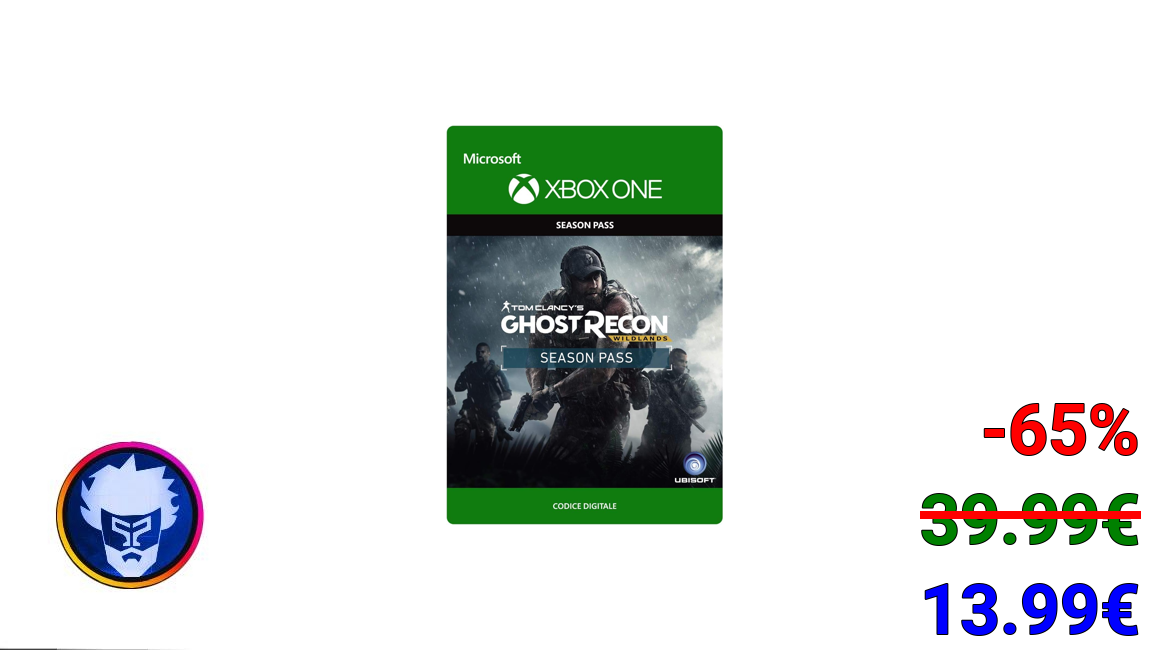 Microsoft
XBOX ONE
SEASON PASS
TOM CLANCY'S
GHOST RECON
WILDLANDS
SEASON PASS
UBISOFT
CODICE DIGITALE
-65%
39.99€
13.99€